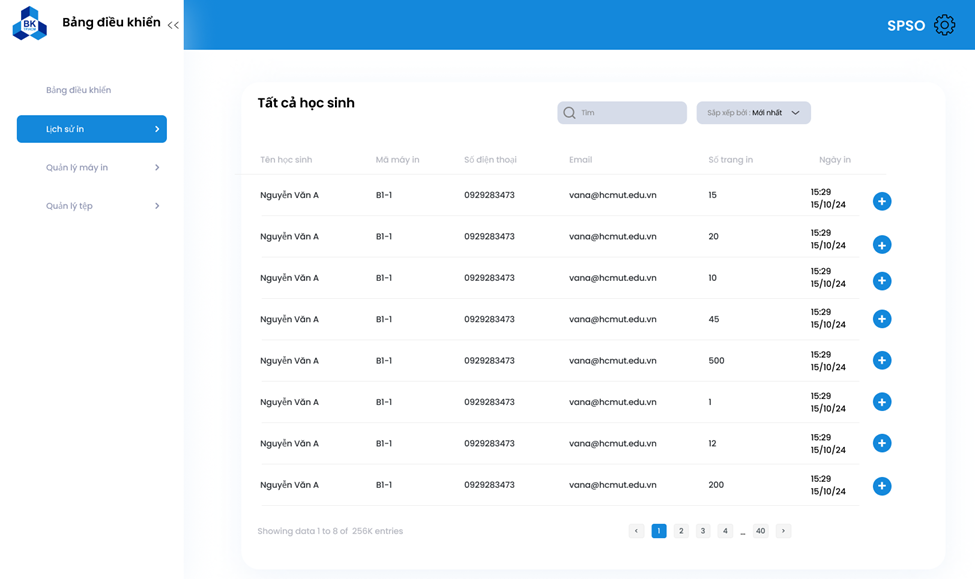 BK
TP.HCM
Bảng điều khiển <<
SPSO
Bảng điều khiển
Lịch sử in >
Quản lý máy in >
Quản lý tệp >
Tất cả học sinh
Tìm
Sắp xếp bởi : Mới nhất
Tên học sinh Mã máy in Số điện thoại Email Số trang in Ngày in
Nguyễn Văn A B1-1 0929283473 vana@hcmut.edu.vn 15 15:29
15/10/24
Nguyễn Văn A B1-1 0929283473 vana@hcmut.edu.vn 20 15:29
15/10/24
Nguyễn Văn A B1-1 0929283473 vana@hcmut.edu.vn 10 15:29
15/10/24
Nguyễn Văn A B1-1 0929283473 vana@hcmut.edu.vn 45 15:29
15/10/24
Nguyễn Văn A B1-1 0929283473 vana@hcmut.edu.vn 500 15:29
15/10/24
Nguyễn Văn A B1-1 0929283473 vana@hcmut.edu.vn 1 15:29
15/10/24
Nguyễn Văn A B1-1 0929283473 vana@hcmut.edu.vn 12 15:29
15/10/24
Nguyễn Văn A B1-1 0929283473 vana@hcmut.edu.vn 200 15:29
15/10/24
Showing data 1 to 8 of 256K entries
< 1 2 3 4 ... 40 >